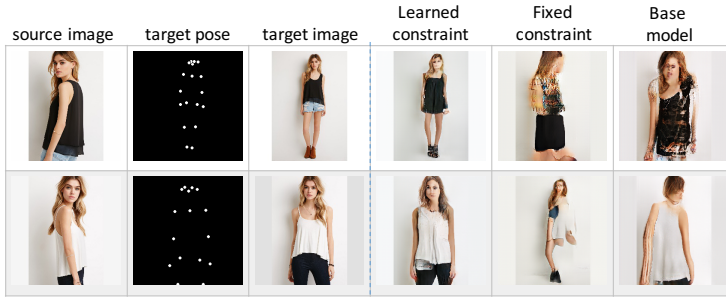 source image
target pose
target image
Learned
constraint
Fixed
constraint
Base
model